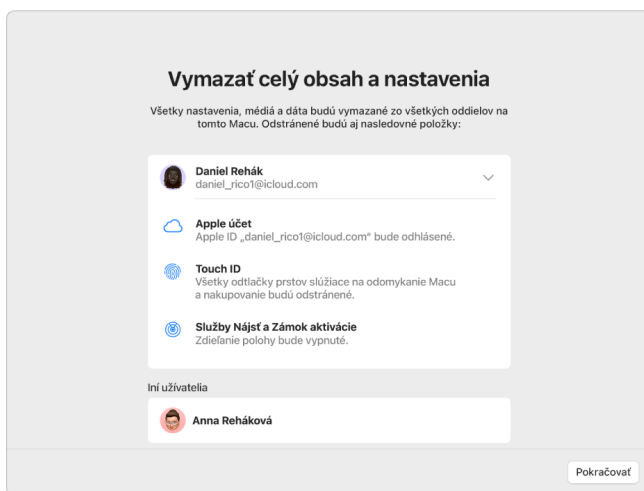 Vymazať celý obsah a nastavenia
Všetky nastavenia, médiá a dáta budú vymazané zo všetkých oddielov na
tomto Macu. Odstránené budú aj nasledovné položky:
Daniel Rehák
daniel_rico1@icloud.com
Apple účet
Apple ID „daniel_rico1@icloud.com“ bude odhlásené.
Touch ID
Všetky odtlačky prstov slúžiace na odomykanie Macu
a nakupovanie budú odstránené.
Služby Nájsť a Zámok aktivácie
Zdieľanie polohy bude vypnuté.
Iní užívatelia
Anna Reháková
Pokračovať